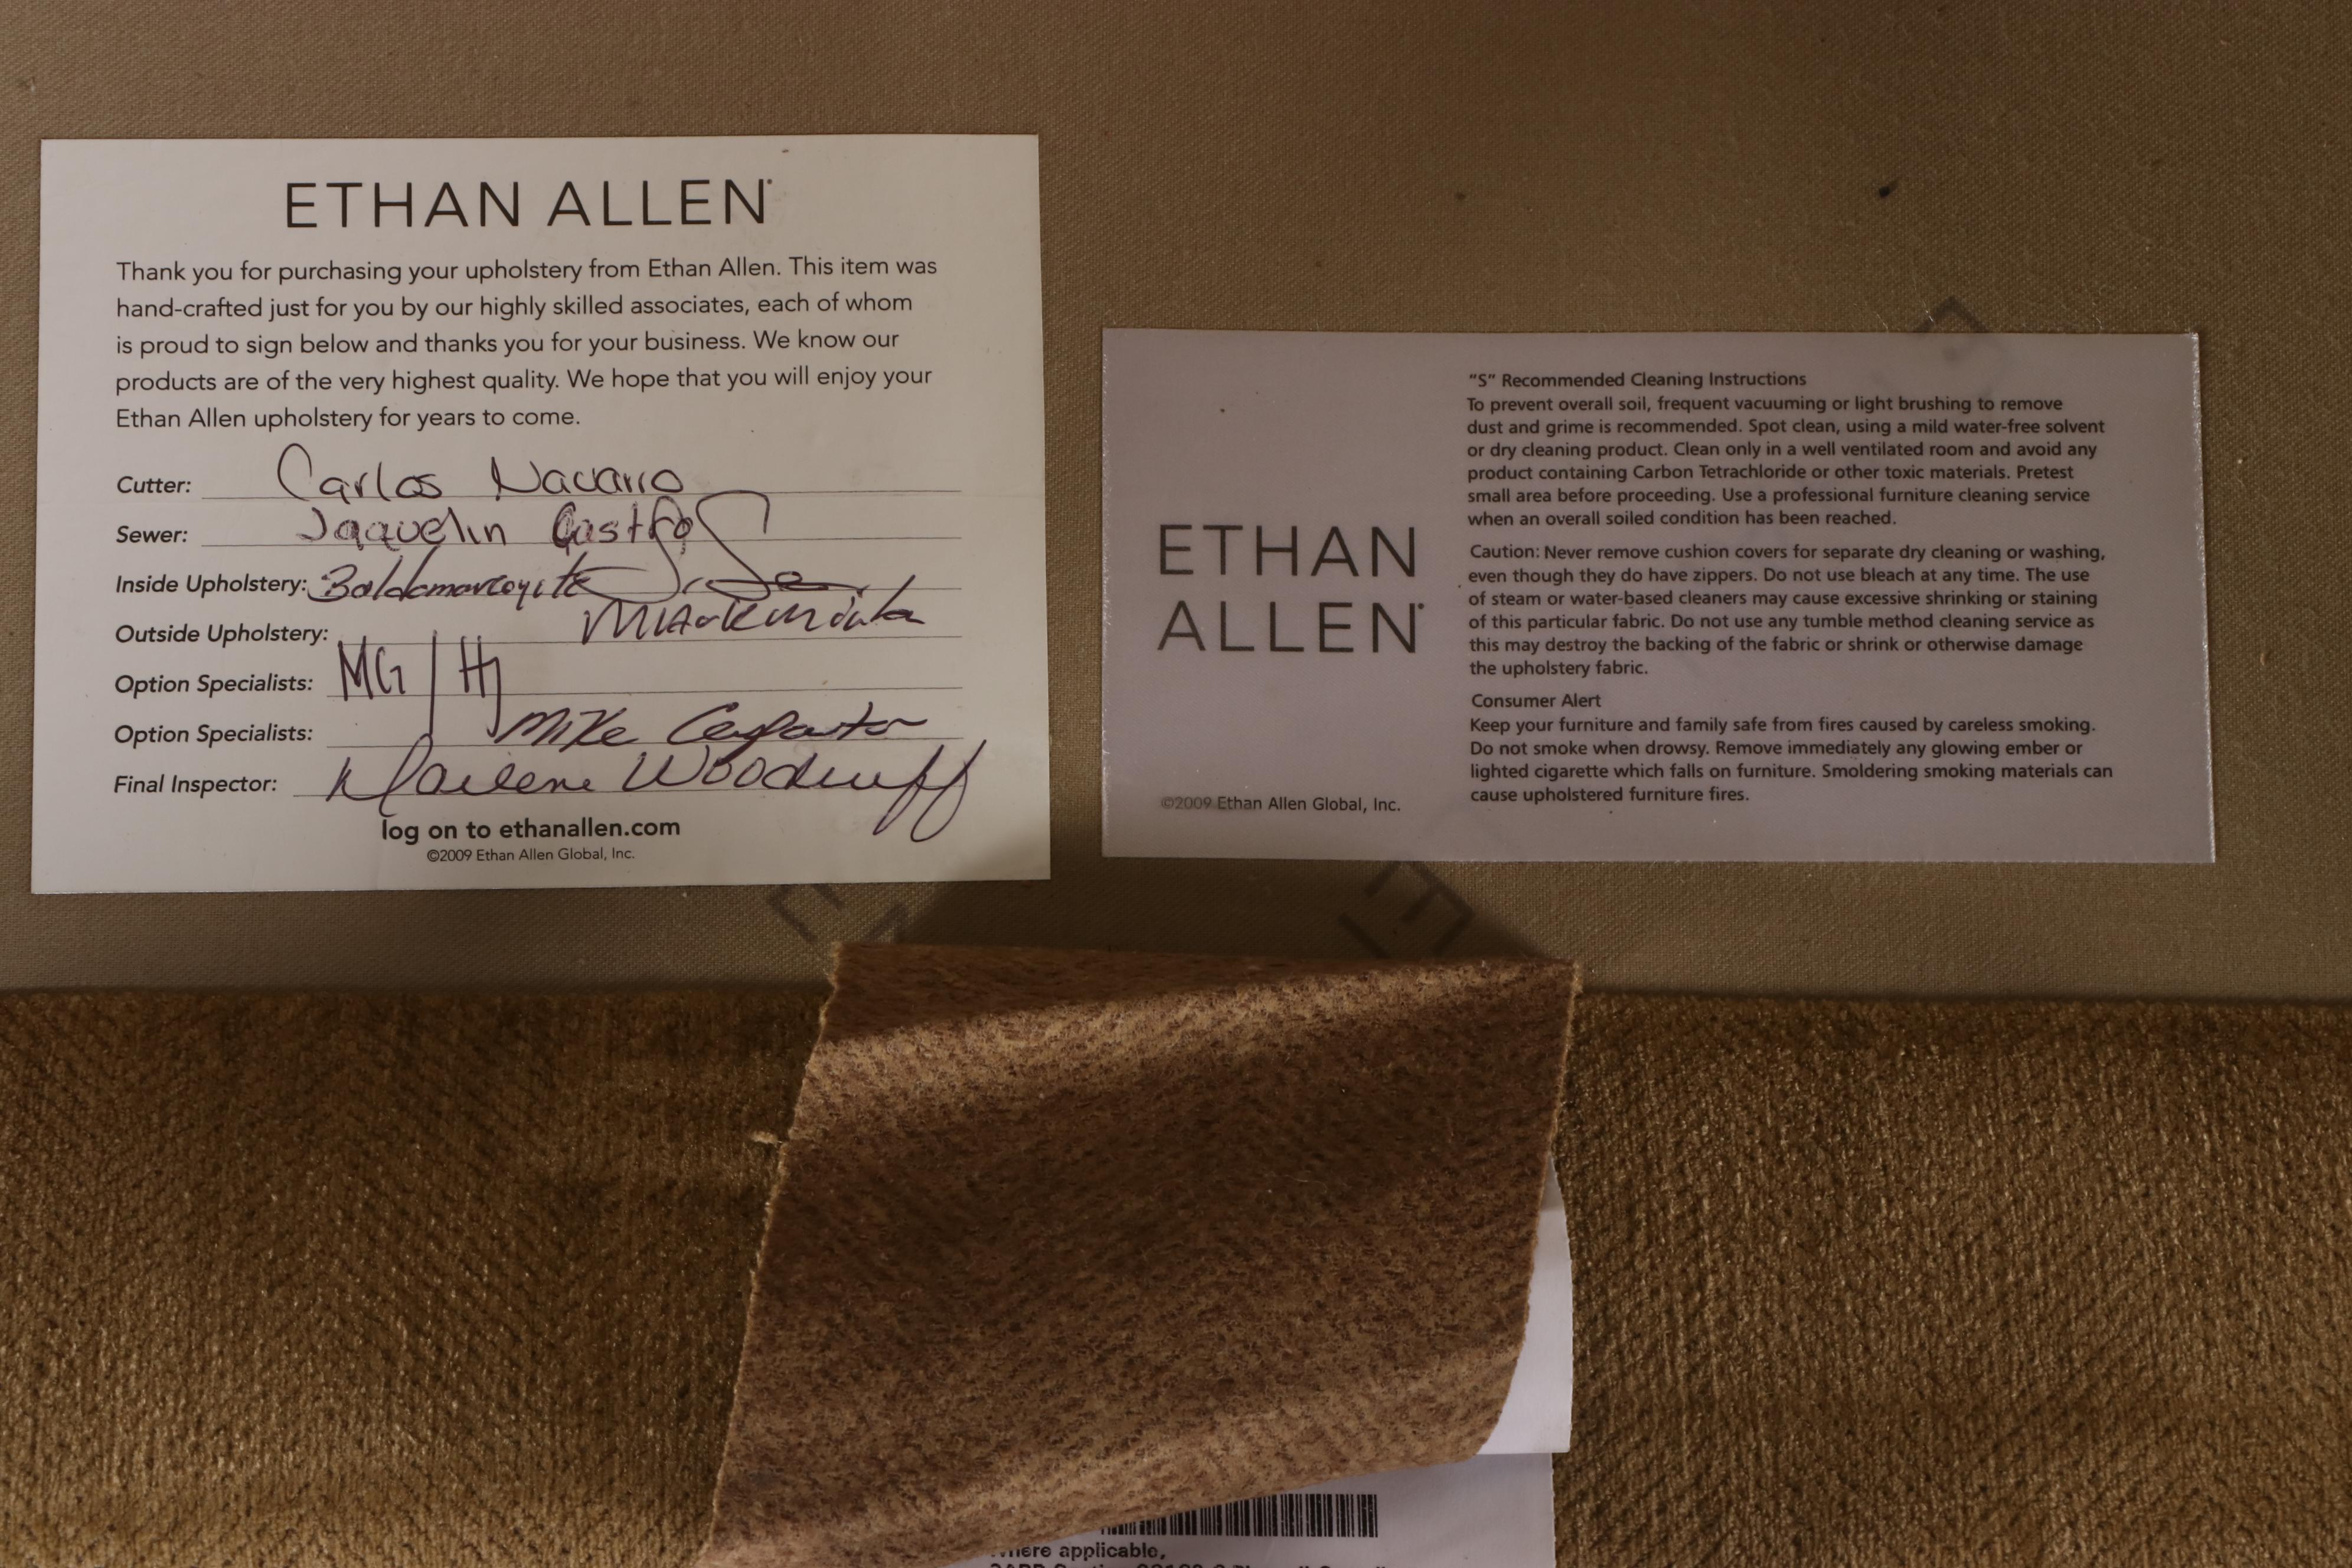 ETHAN ALLEN
Thank you for purchasing your upholstery from Ethan Allen. This item was
hand-crafted just for you by our highly skilled associates, each of whom
is proud to sign below and thanks you for your business. We know our
products are of the very highest quality. We hope that you will enjoy your
Ethan Allen upholstery for years to come.
Cutter: Carlos Navarro
Sewer: Jaquelin Castro
Inside Upholstery:
Outside Upholstery:
Option Specialists: MG / HJ
Option Specialists: Mike
Final Inspector: Darlene Woodruff
log on to ethanallen.com
©2009 Ethan Allen Global, Inc.
ETHAN
ALLEN
©2009 Ethan Allen Global, Inc.
"S" Recommended Cleaning Instructions
To prevent overall soil, frequent vacuuming or light brushing to remove
dust and grime is recommended. Spot clean, using a mild water-free solvent
or dry cleaning product. Clean only in a well ventilated room and avoid any
product containing Carbon Tetrachloride or other toxic materials. Pretest
small area before proceeding. Use a professional furniture cleaning service
when an overall soiled condition has been reached.
Caution: Never remove cushion covers for separate dry cleaning or washing,
even though they do have zippers. Do not use bleach at any time. The use
of steam or water-based cleaners may cause excessive shrinking or staining
of this particular fabric. Do not use any tumble method cleaning service as
this may destroy the backing of the fabric or shrink or otherwise damage
the upholstery fabric.
Consumer Alert
Keep your furniture and family safe from fires caused by careless smoking.
Do not smoke when drowsy. Remove immediately any glowing ember or
lighted cigarette which falls on furniture. Smoldering smoking materials can
cause upholstered furniture fires.
where applicable,